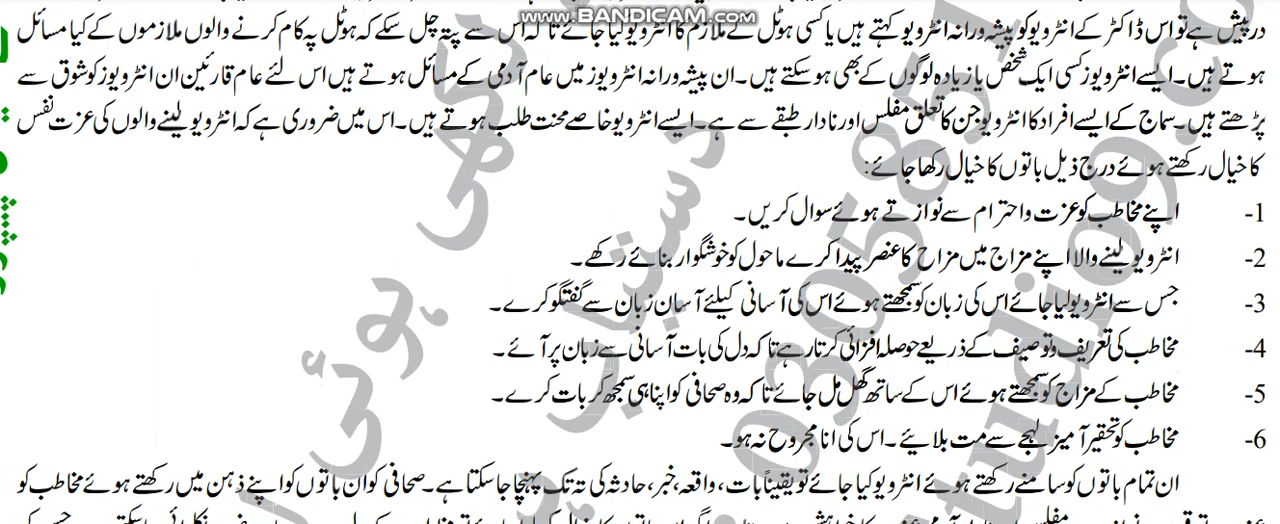 WWW.BANDICAM.COM
درپیش ہے تو اس ڈاکٹر کے انٹرویو کو پیشہ ورانہ انٹرویو کہتے ہیں یا کسی ہوٹل کے ملازم کا انٹرویو لیا جائے تاکہ اس سے پتہ چل سکے کہ ہوٹل پہ کام کرنے والوں ملازموں کے کیا مسائل
ہوتے ہیں۔ ایسے انٹرویوز کسی ایک شخص یا زیادہ لوگوں کے بھی ہو سکتے ہیں۔ ان پیشہ ورانہ انٹرویوز میں عام آدمی کے مسائل ہوتے ہیں اس لئے عام قارئین ان انٹرویوز کو شوق سے
پڑھتے ہیں۔ سماج کے ایسے افراد کا انٹرویو جن کا تعلق مفلس اور نادار طبقے سے ہے۔ ایسے انٹرویو خاصے محنت طلب ہوتے ہیں۔ اس میں ضروری ہے کہ انٹرویو لینے والوں کی عزت نفس
کا خیال رکھتے ہوئے درج ذیل باتوں کا خیال رکھا جائے:
1- اپنے مخاطب کو عزت و احترام سے نوازتے ہوئے سوال کریں۔
2- انٹرویو لینے والا اپنے مزاج میں مزاح کا عنصر پیدا کرے ماحول کو خوشگوار بنائے رکھے۔
3- جس سے انٹرویو لیا جائے اس کی زبان کو سمجھتے ہوئے اس کی آسانی کیلئے آسان زبان سے گفتگو کرے۔
4- مخاطب کی تعریف و توصیف کے ذریعے حوصلہ افزائی کرتا رہے تاکہ دل کی بات آسانی سے زبان پر آئے۔
5- مخاطب کے مزاج کو سمجھتے ہوئے اس کے ساتھ گھل مل جائے تاکہ وہ صحافی کو اپنا ہی سمجھ کر بات کرے۔
6- مخاطب کو تحقیر آمیز لہجے سے مت بلائیے۔ اس کی انا مجروح نہ ہو۔
ان تمام باتوں کو سامنے رکھتے ہوئے انٹرویو کیا جائے تو یقیناً بات، واقعہ، خبر، حادثہ کی تہ تک پہنچا جا سکتا ہے۔ صحافی کو ان باتوں کو اپنے ذہن میں رکھتے ہوئے مخاطب کو